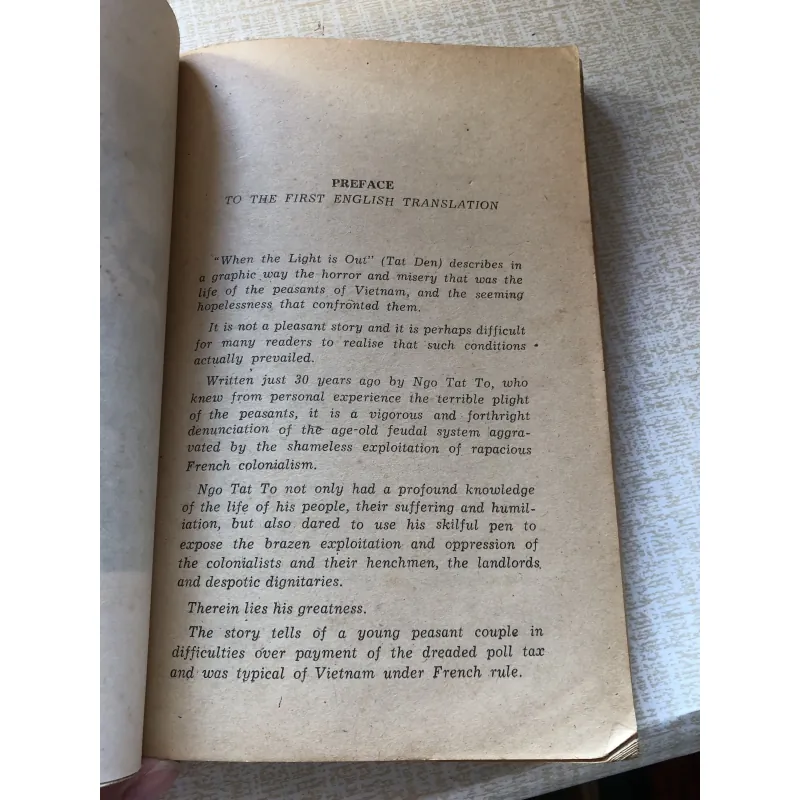 PREFACE
TO THE FIRST ENGLISH TRANSLATION
"When the Light is Out" (Tat Den) describes in
a graphic way the horror and misery that was the
life of the peasants of Vietnam, and the seeming
hopelessness that confronted them.
It is not a pleasant story and it is perhaps difficult
for many readers to realise that such conditions
actually prevailed.
Written just 30 years ago by Ngo Tat To, who
knew from personal experience the terrible plight
of the peasants, it is a vigorous and forthright
denunciation of the age-old feudal system aggra-
vated by the shameless exploitation of rapacious
French colonialism.
Ngo Tat To not only had a profound knowledge
of the life of his people, their suffering and humil-
iation, but also dared to use his skilful pen to
expose the brazen exploitation and oppression of
the colonialists and their henchmen, the landlords
and despotic dignitaries.
Therein lies his greatness.
The story tells of a young peasant couple in
difficulties over payment of the dreaded poll tax
and was typical of Vietnam under French rule.